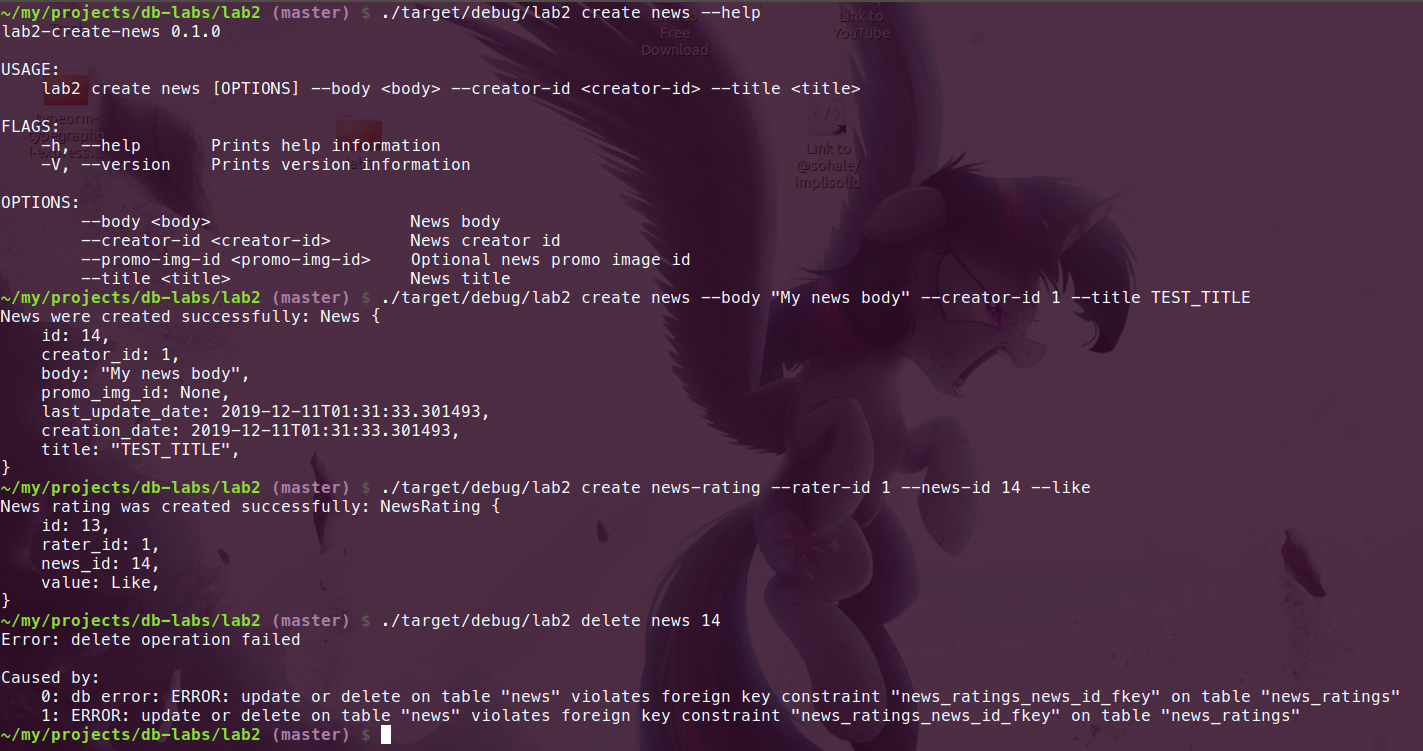 ~/my/projects/db-labs/lab2 (master) $ ./target/debug/lab2 create news --help
lab2-create-news 0.1.0
Free
Download
Link to
YouTube
USAGE:
    lab2 create news [OPTIONS] --body <body> --creator-id <creator-id> --title <title>
FLAGS:
    -h, --help       Prints help information
    -V, --version    Prints version information
Link to
@sohale/
implisolid
OPTIONS:
        --body <body>                    News body
        --creator-id <creator-id>        News creator id
        --promo-img-id <promo-img-id>    Optional news promo image id
        --title <title>                  News title
~/my/projects/db-labs/lab2 (master) $ ./target/debug/lab2 create news --body "My news body" --creator-id 1 --title TEST_TITLE
News were created successfully: News {
    id: 14,
    creator_id: 1,
    body: "My news body",
    promo_img_id: None,
    last_update_date: 2019-12-11T01:31:33.301493,
    creation_date: 2019-12-11T01:31:33.301493,
    title: "TEST_TITLE",
}
~/my/projects/db-labs/lab2 (master) $ ./target/debug/lab2 create news-rating --rater-id 1 --news-id 14 --like
News rating was created successfully: NewsRating {
    id: 13,
    rater_id: 1,
    news_id: 14,
    value: Like,
}
~/my/projects/db-labs/lab2 (master) $ ./target/debug/lab2 delete news 14
Error: delete operation failed
Caused by:
    0: db error: ERROR: update or delete on table "news" violates foreign key constraint "news_ratings_news_id_fkey" on table "news_ratings"
    1: ERROR: update or delete on table "news" violates foreign key constraint "news_ratings_news_id_fkey" on table "news_ratings"
~/my/projects/db-labs/lab2 (master) $